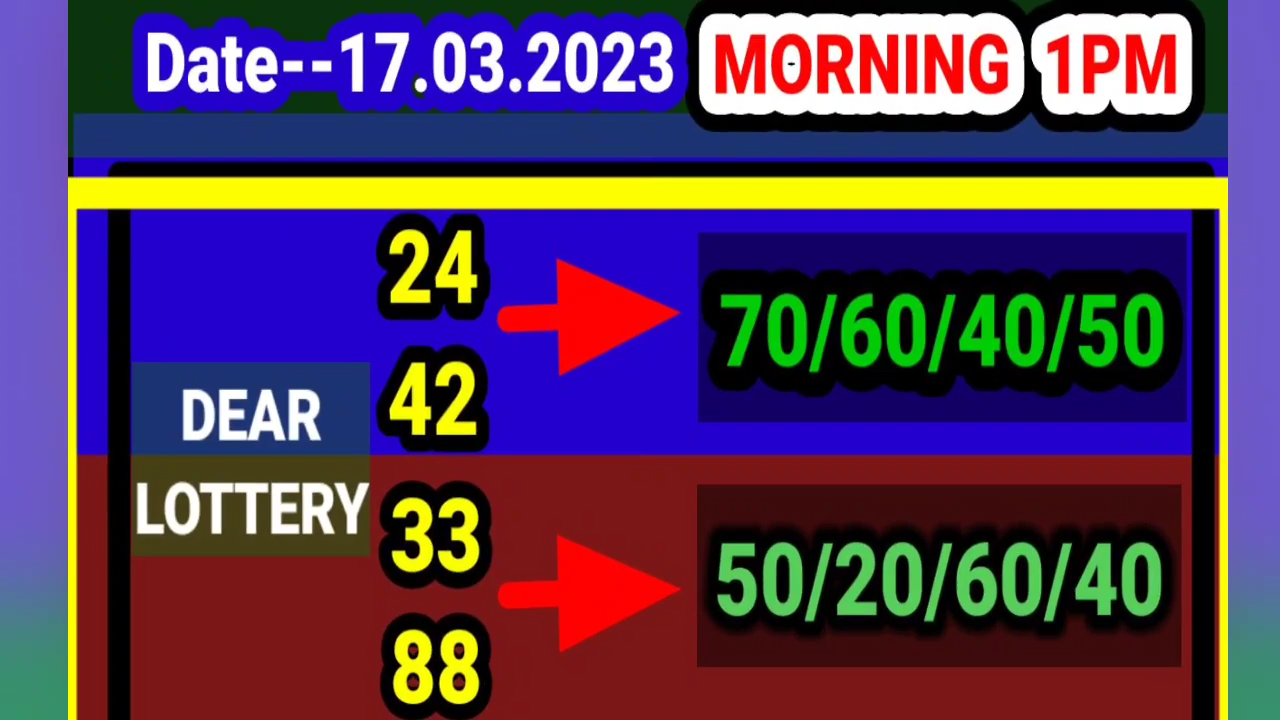 Date--17.03.2023 MORNING 1PM
24
70/60/40/50
42
DEAR
LOTTERY
33
50/20/60/40
88